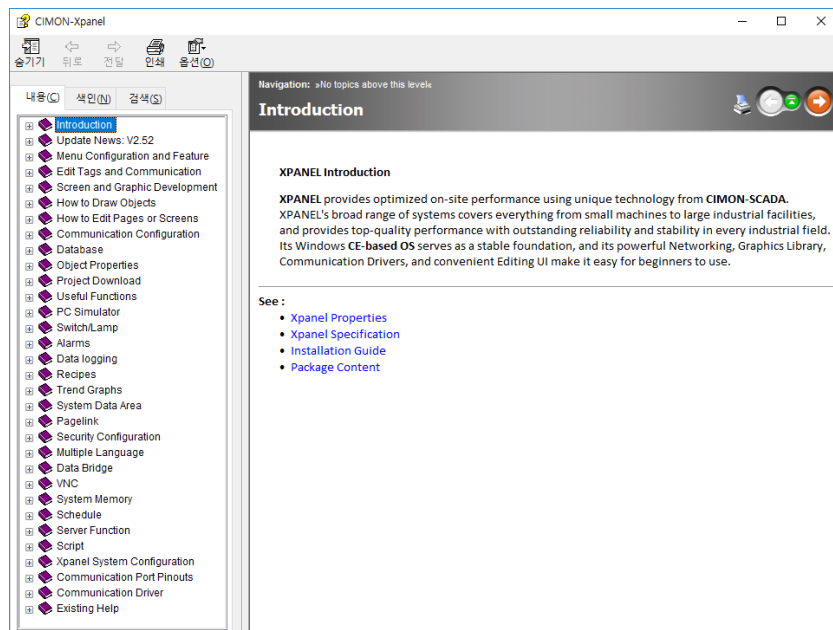 CIMON-Xpanel
숨기기 뒤로 전달 인쇄 옵션(O)
내용(C) 색인(N) 검색(S)
Introduction
Update News: V2.52
Menu Configuration and Feature
Edit Tags and Communication
Screen and Graphic Development
How to Draw Objects
How to Edit Pages or Screens
Communication Configuration
Database
Object Properties
Project Download
Useful Functions
PC Simulator
Switch/Lamp
Alarms
Data logging
Recipes
Trend Graphs
System Data Area
Pagelink
Security Configuration
Multiple Language
Data Bridge
VNC
System Memory
Schedule
Server Function
Script
Xpanel System Configuration
Communication Port Pinouts
Communication Driver
Existing Help
Navigation: »No topics above this level«
Introduction
XPANEL Introduction
XPANEL provides optimized on-site performance using unique technology from CIMON-SCADA.
XPANEL's broad range of systems covers everything from small machines to large industrial facilities,
and provides top-quality performance with outstanding reliability and stability in every industrial field.
Its Windows CE-based OS serves as a stable foundation, and its powerful Networking, Graphics Library,
Communication Drivers, and convenient Editing UI make it easy for beginners to use.
See :
• Xpanel Properties
• Xpanel Specification
• Installation Guide
• Package Content